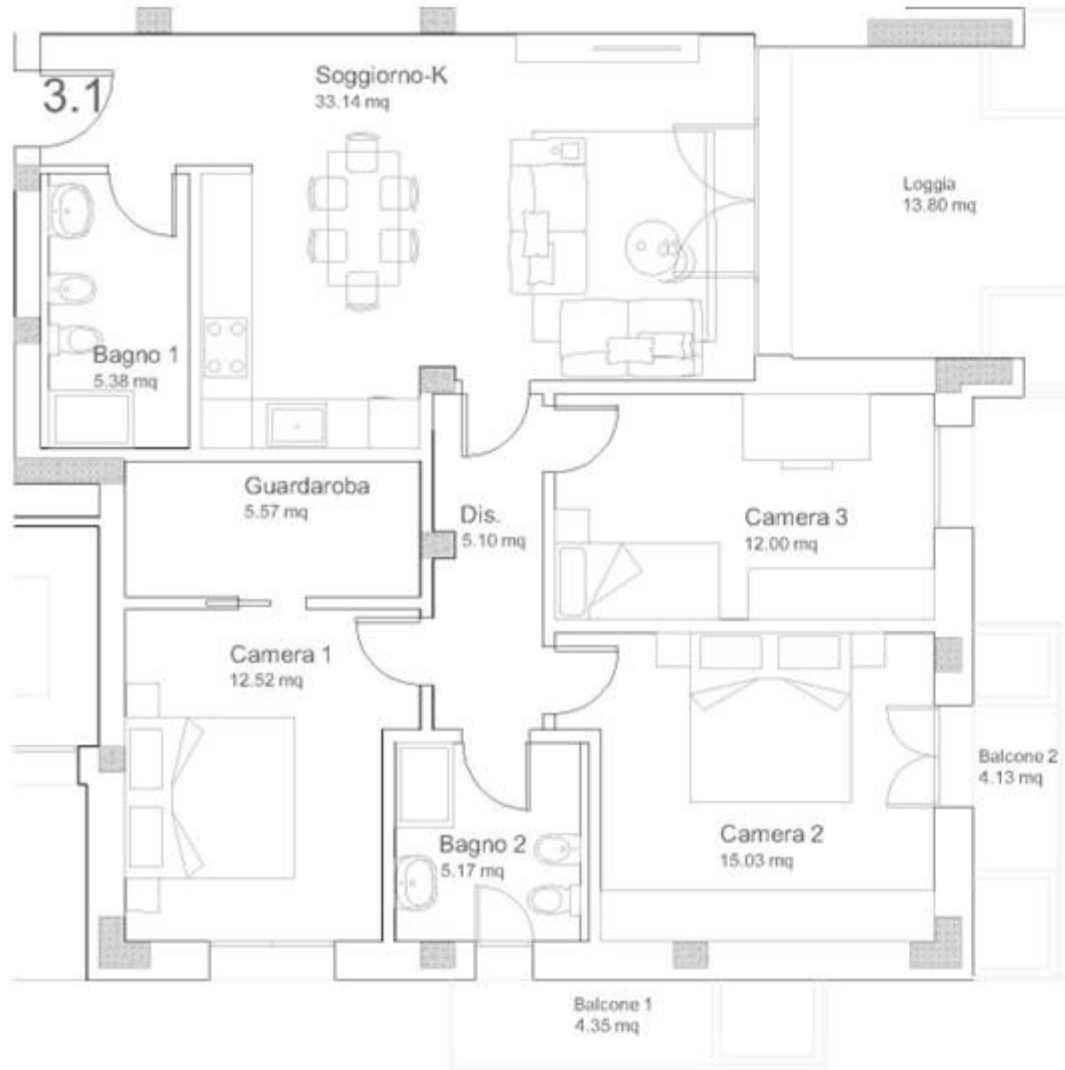 3.1
Soggiorno-K
33.14 mq
Loggia
13.80 mq
Bagno 1
5.38 mq
Guardaroba
5.57 mq
Dis.
5.10 mq
Camera 3
12.00 mq
Camera 1
12.52 mq
Balcone 2
4.13 mq
Camera 2
15.03 mq
Bagno 2
5.17 mq
Balcone 1
4.35 mq